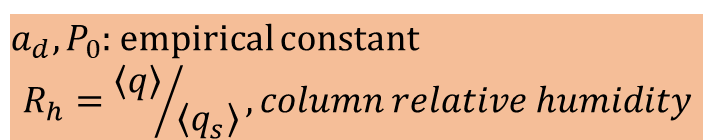 a_d, P_0: empirical constant
R_h = ⟨q⟩/⟨q_s⟩, column relative humidity